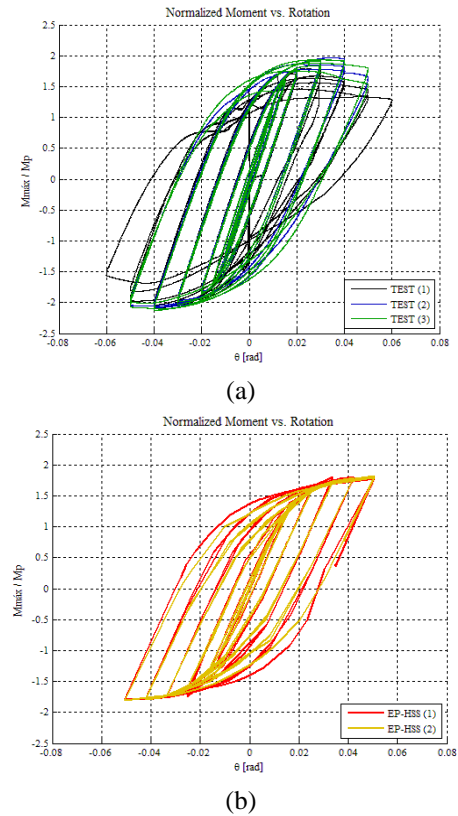 Normalized Moment vs. Rotation
2.5
2
1.5
1
0.5
0
-0.5
-1
-1.5
-2
2.5
Mmáx / Mp
TEST (1)
TEST (2)
TEST (3)
-0.08 -0.06 -0.04 -0.02 0 0.02 0.04 0.06 0.08
θ [rad]
(a)
Normalized Moment vs. Rotation
2.5
2
1.5
1
0.5
0
-0.5
-1
-1.5
-2
2.5
Mmáx / Mp
EP-HSS (1)
EP-HSS (2)
-0.08 -0.06 -0.04 -0.02 0 0.02 0.04 0.06 0.08
θ [rad]
(b)